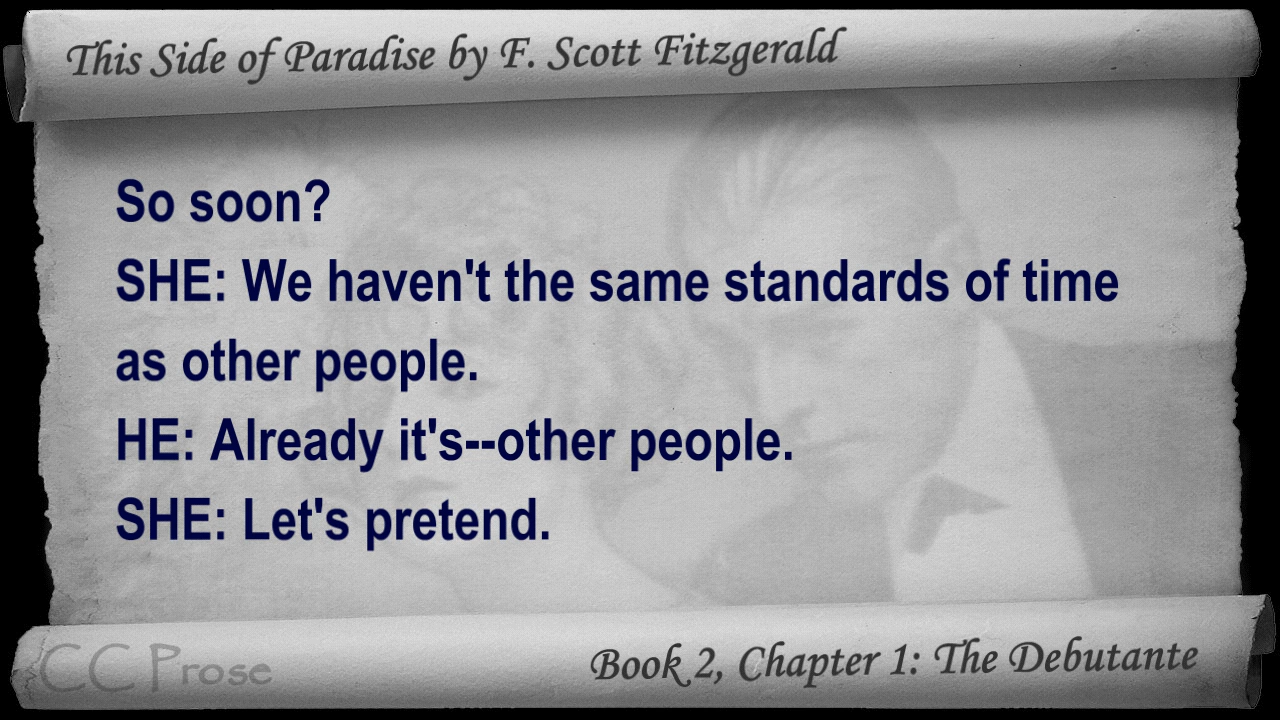 This Side of Paradise by F. Scott Fitzgerald
So soon?
SHE: We haven't the same standards of time
as other people.
HE: Already it's--other people.
SHE: Let's pretend.
CC Prose
Book 2, Chapter 1: The Debutante